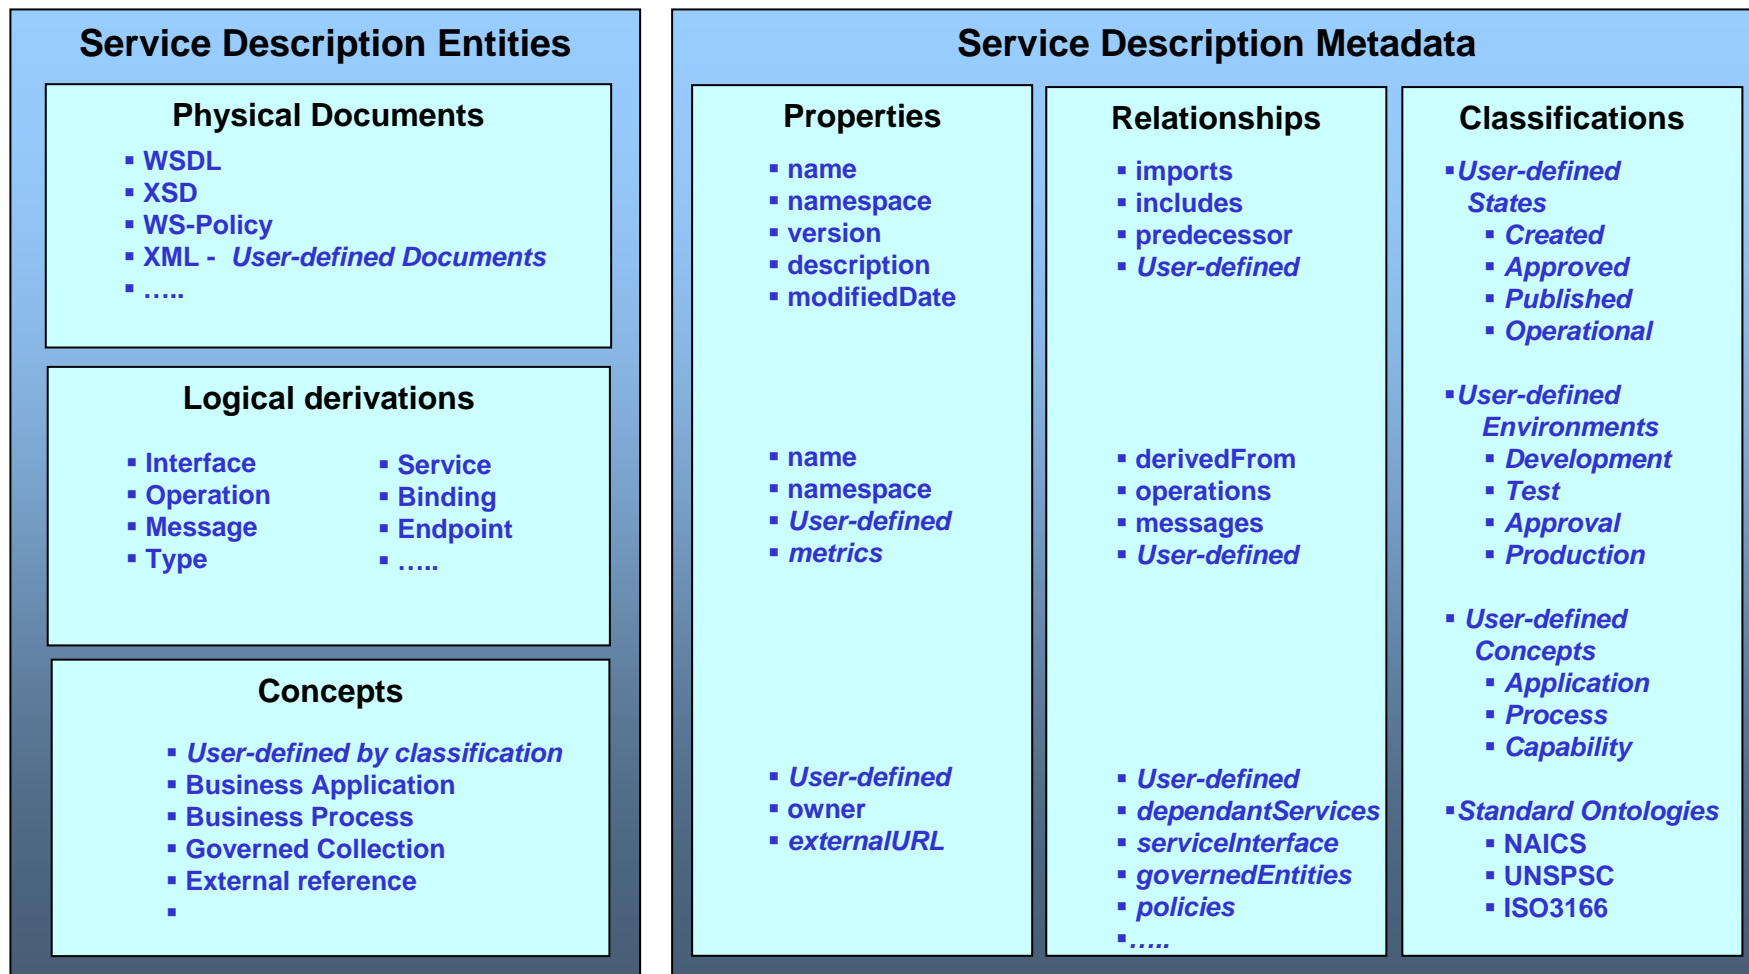 Service Description Entities
Physical Documents
▪ WSDL
▪ XSD
▪ WS-Policy
▪ XML - User-defined Documents
▪ …..
Logical derivations
▪ Interface
▪ Operation
▪ Message
▪ Type
▪ Service
▪ Binding
▪ Endpoint
▪ …..
Concepts
▪ User-defined by classification
▪ Business Application
▪ Business Process
▪ Governed Collection
▪ External reference
▪
Service Description Metadata
Properties
▪ name
▪ namespace
▪ version
▪ description
▪ modifiedDate
▪ name
▪ namespace
▪ User-defined
▪ metrics
▪ User-defined
▪ owner
▪ externalURL
Relationships
▪ imports
▪ includes
▪ predecessor
▪ User-defined
▪ derivedFrom
▪ operations
▪ messages
▪ User-defined
▪ User-defined
▪ dependantServices
▪ serviceInterface
▪ governedEntities
▪ policies
▪…..
Classifications
▪User-defined
States
▪ Created
▪ Approved
▪ Published
▪ Operational
▪User-defined
Environments
▪ Development
▪ Test
▪ Approval
▪ Production
▪ User-defined
Concepts
▪ Application
▪ Process
▪ Capability
▪Standard Ontologies
▪ NAICS
▪ UNSPSC
▪ ISO3166